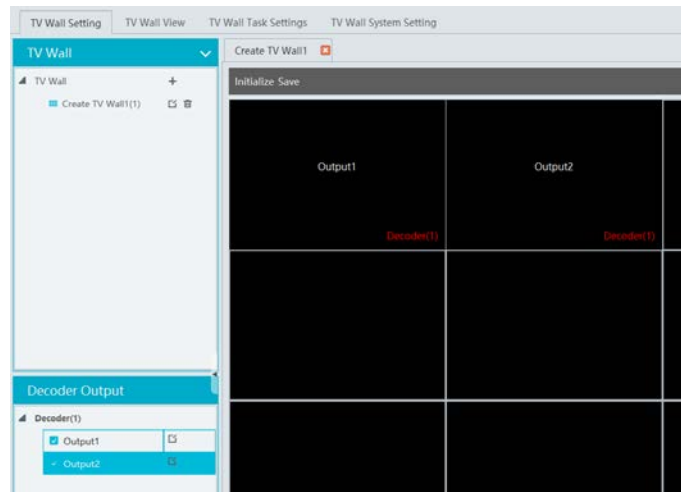 TV Wall Setting TV Wall View TV Wall Task Settings TV Wall System Setting
TV Wall
TV Wall
Create TV Wall1(1)
Create TV Wall1
Initialize Save
Output1 Output2
Decoder(1) Decoder(1)
Decoder Output
Decoder(1)
Output1
Output2